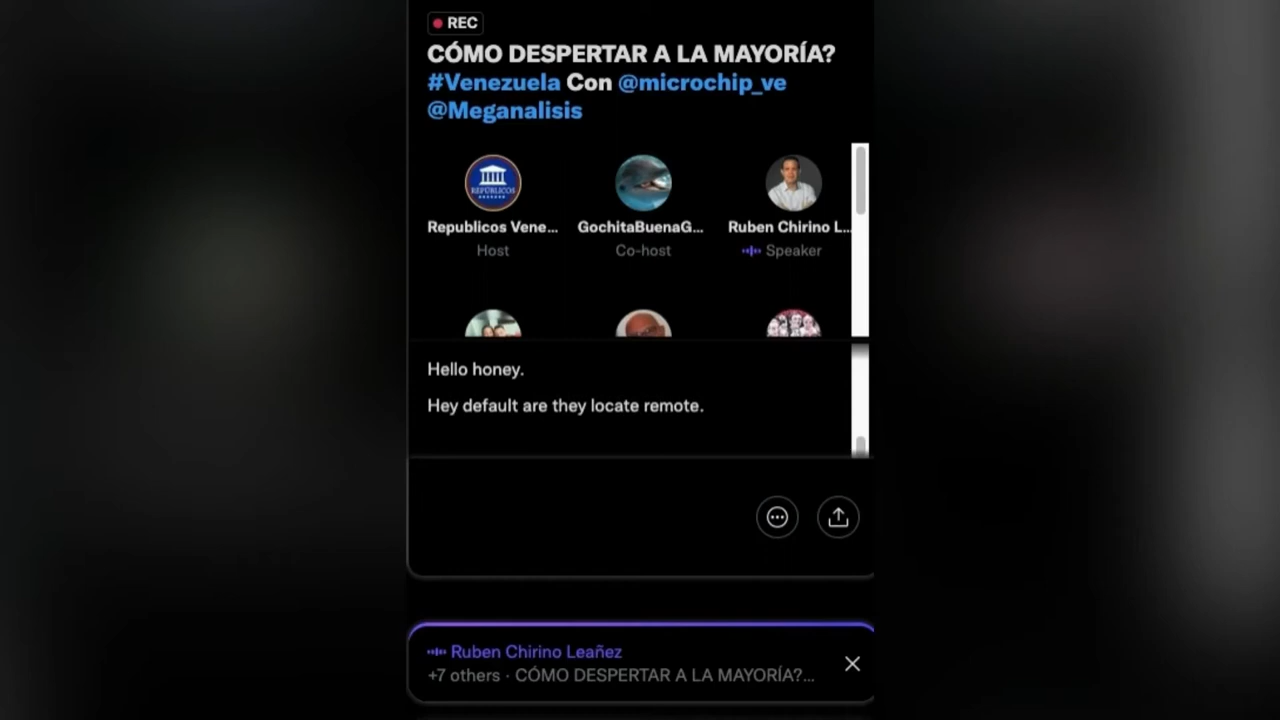 REC
CÓMO DESPERTAR A LA MAYORÍA?
#Venezuela Con @microchip_ve
@Meganalisis
REPÚBLICOS
Republicos Vene... GochitaBuenaG... Ruben Chirino L...
Host Co-host Speaker
Hello honey.
Hey default are they locate remote.
Ruben Chirino Leañez
+7 others · CÓMO DESPERTAR A LA MAYORÍA?...